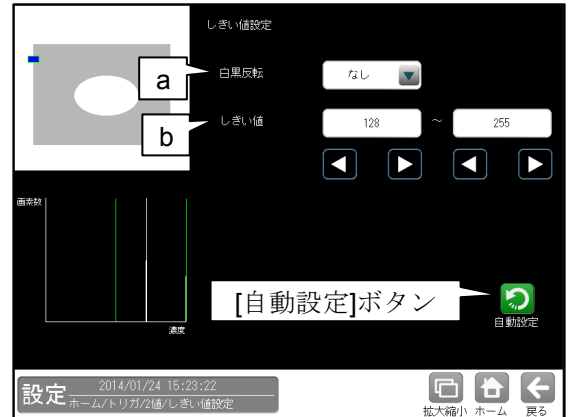 しきい値設定
a
白黒反転
なし
b
しきい値
128
~
255
画素数
濃度
[自動設定]ボタン
自動設定
設定
2014/01/24 15:23:22
ホーム/トリガ/2値/しきい値設定
拡大縮小
ホーム
戻る